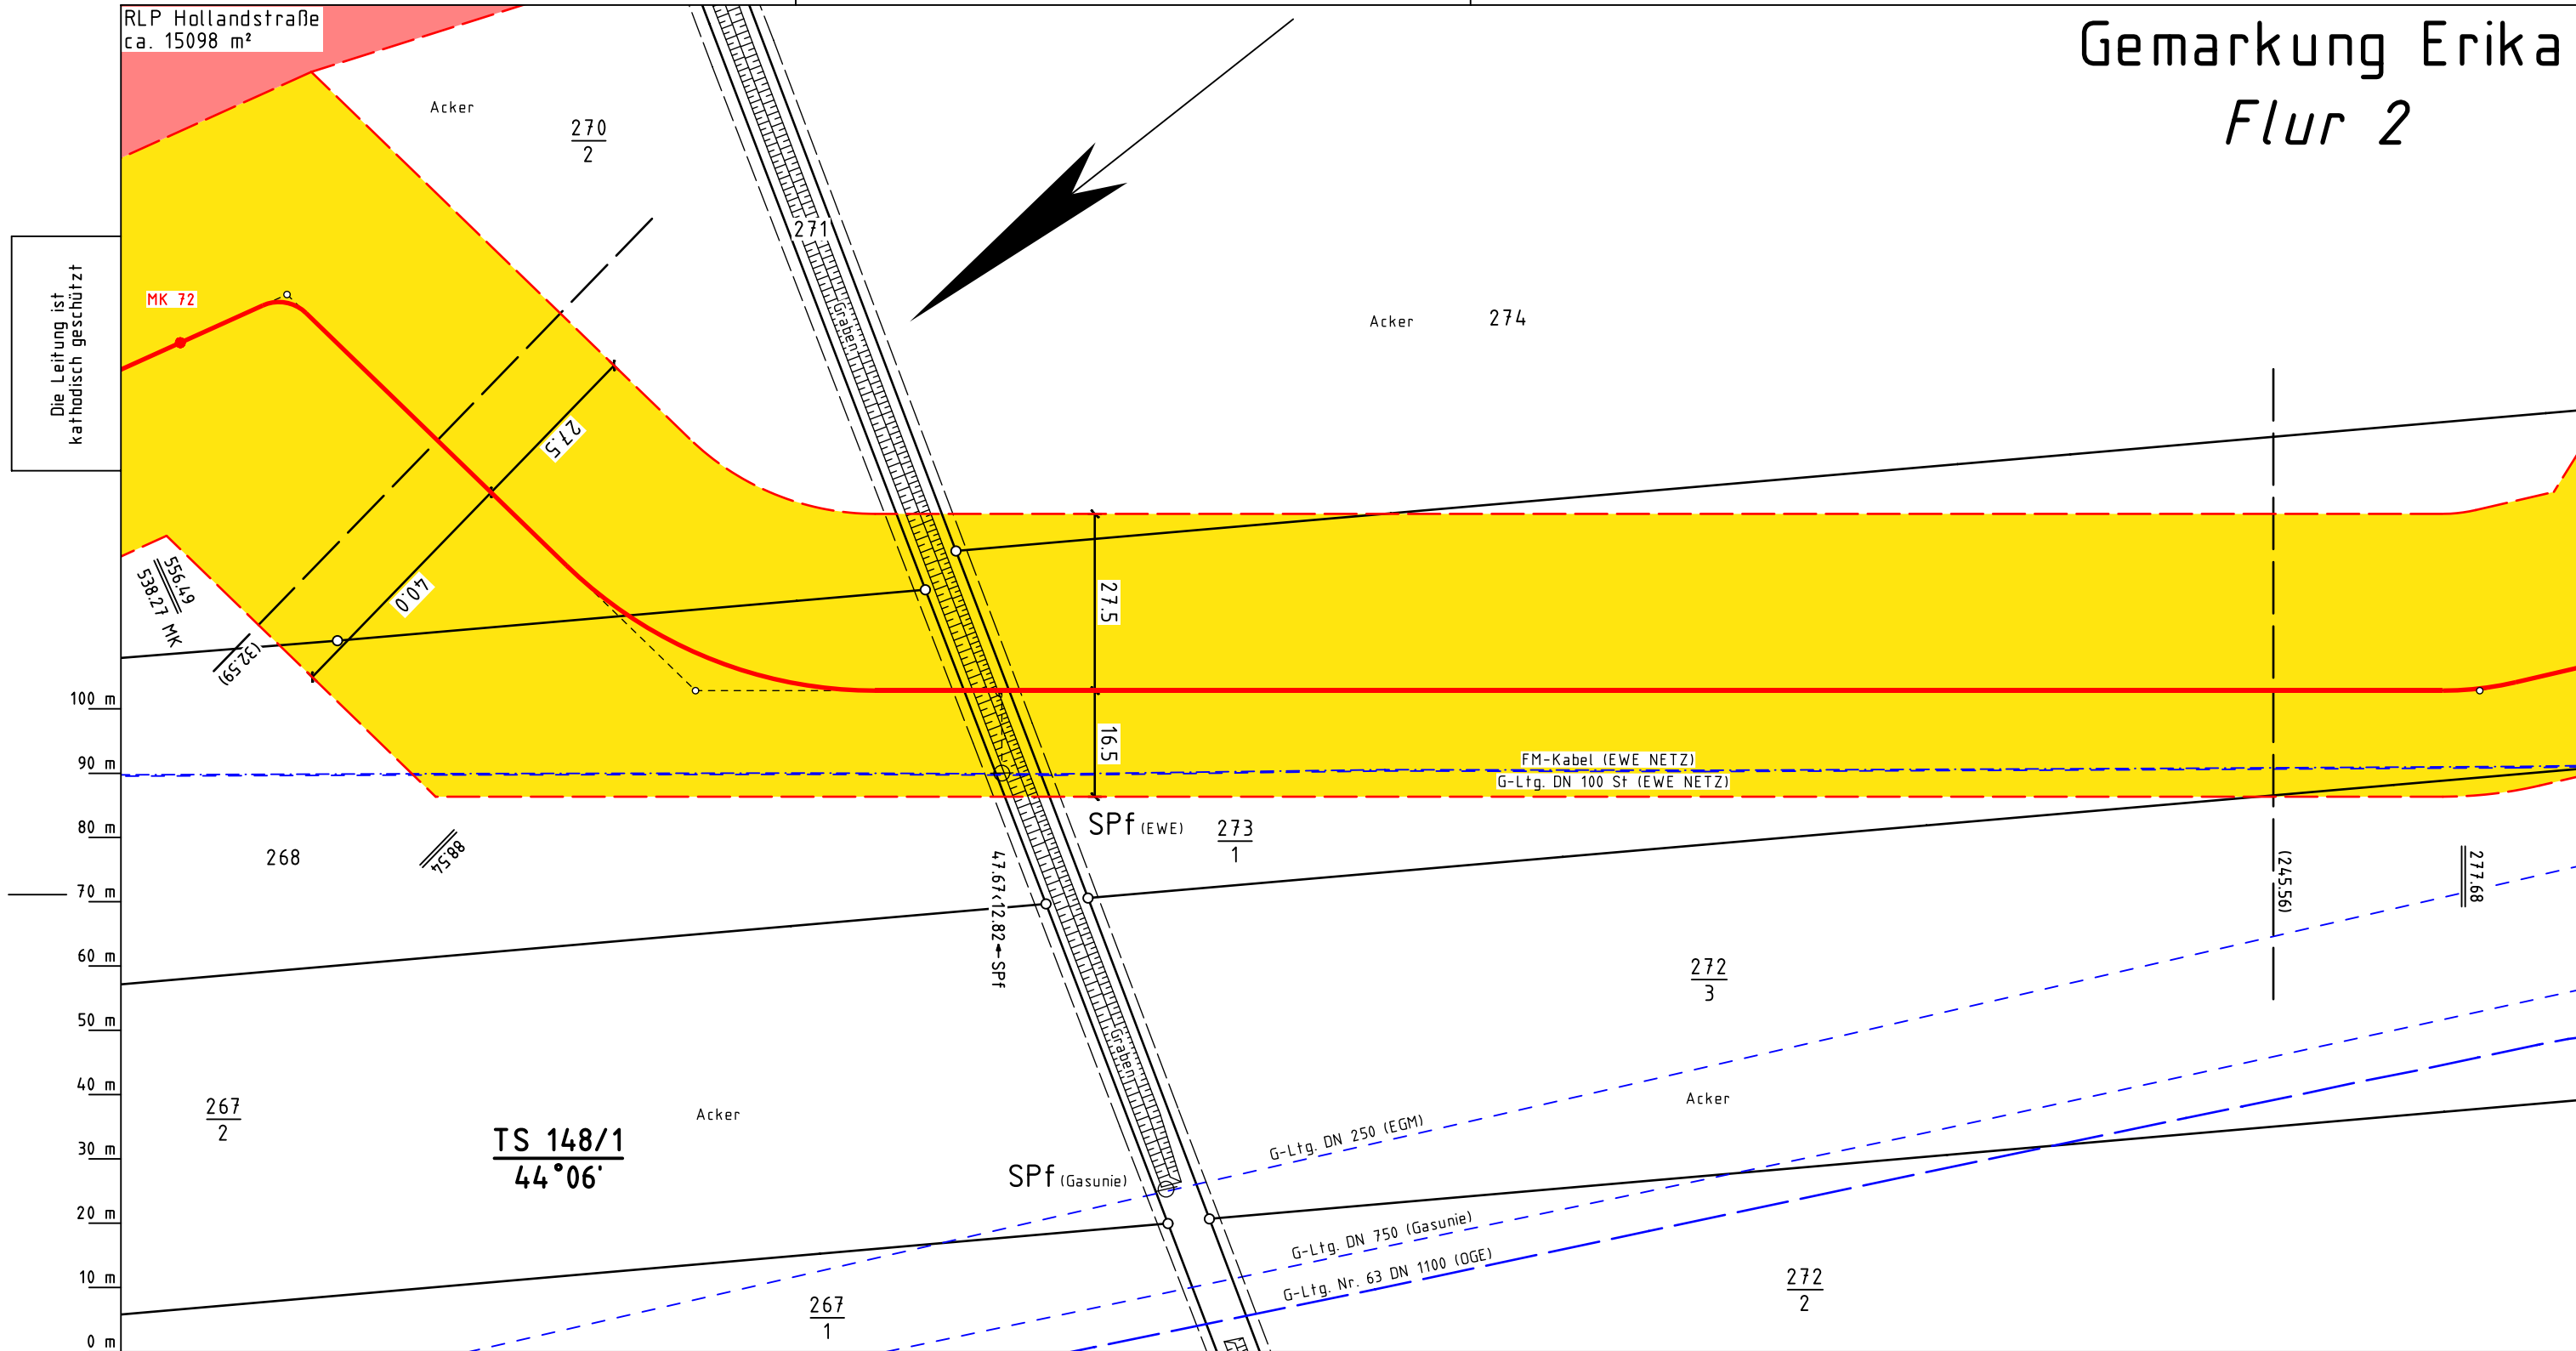 RLP Hollandstraße
ca. 15098 m²
Gemarkung Erika
Flur 2
Acker
270
2
271
Graben
Die Leitung ist
kathodisch geschützt
MK 72
Acker 274
27.5
40.0
556.49
538.27 MK
(32.59)
27.5
16.5
100 m
90 m
80 m
70 m
60 m
50 m
40 m
30 m
20 m
10 m
0 m
FM-Kabel (EWE NETZ)
G-Ltg. DN 100 St (EWE NETZ)
SPf (EWE)
273
1
268
88.54
47.67<12.82 SPf
(245.56)
277.68
272
3
Graben
267
2
Acker
Acker
TS 148/1
44°06'
G-Ltg. DN 250 (EGM)
SPf (Gasunie)
G-Ltg. DN 750 (Gasunie)
G-Ltg. Nr. 63 DN 1100 (OGE)
267
1
272
2